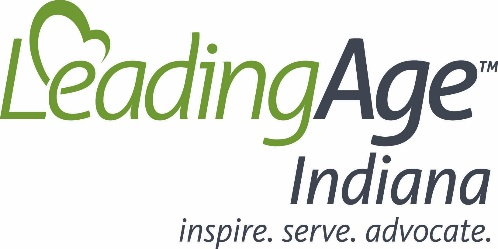 LeadingAge™
Indiana
inspire. serve. advocate.